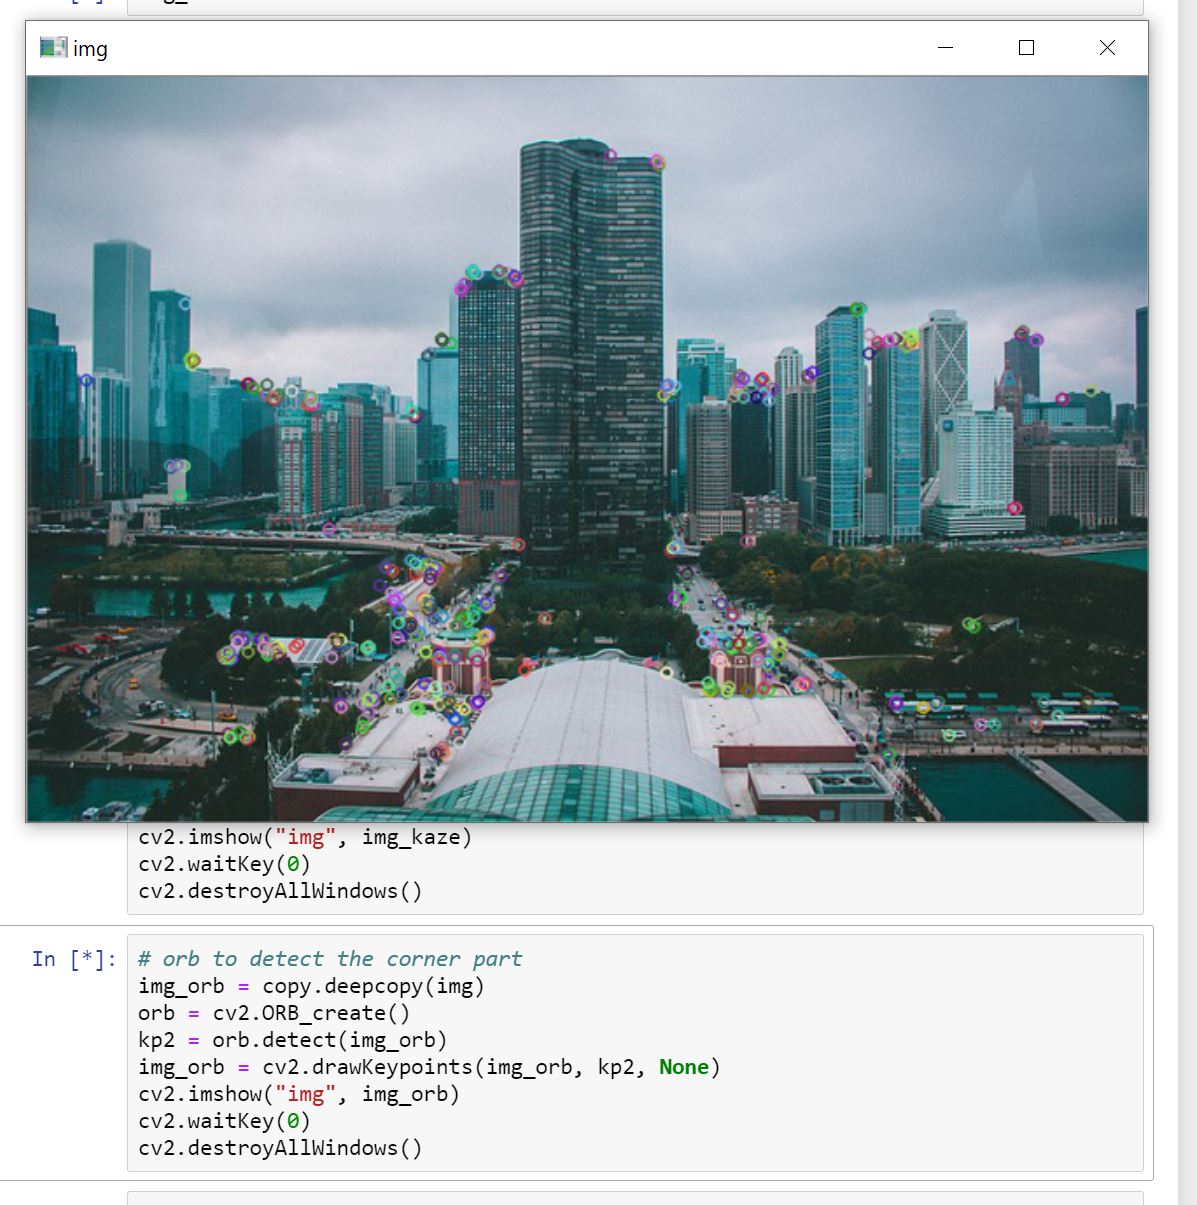 img
cv2.imshow("img", img_kaze)
cv2.waitKey(0)
cv2.destroyAllWindows()
In [*]:
# orb to detect the corner part
img_orb = copy.deepcopy(img)
orb = cv2.ORB_create()
kp2 = orb.detect(img_orb)
img_orb = cv2.drawKeypoints(img_orb, kp2, None)
cv2.imshow("img", img_orb)
cv2.waitKey(0)
cv2.destroyAllWindows()